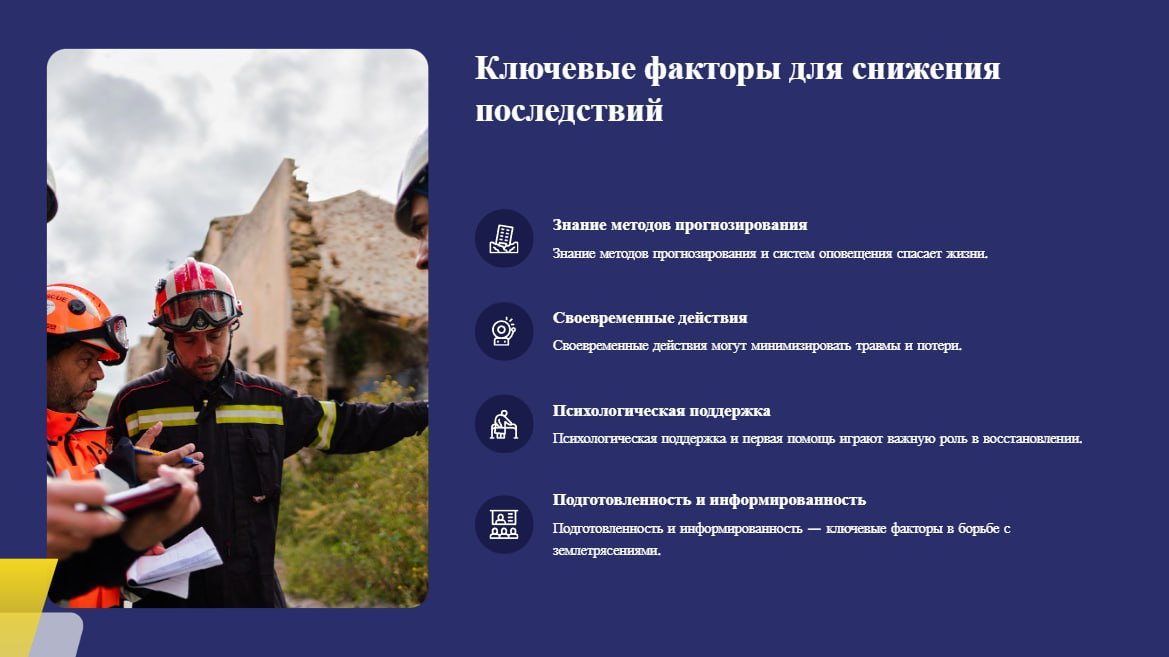 Ключевые факторы для снижения
последствий
Знание методов прогнозирования
Знание методов прогнозирования и систем оповещения спасает жизни.
Своевременные действия
Своевременные действия могут минимизировать травмы и потери.
Психологическая поддержка
Психологическая поддержка и первая помощь играют важную роль в восстановлении.
Подготовленность и информированность
Подготовленность и информированность — ключевые факторы в борьбе с
землетрясениями.